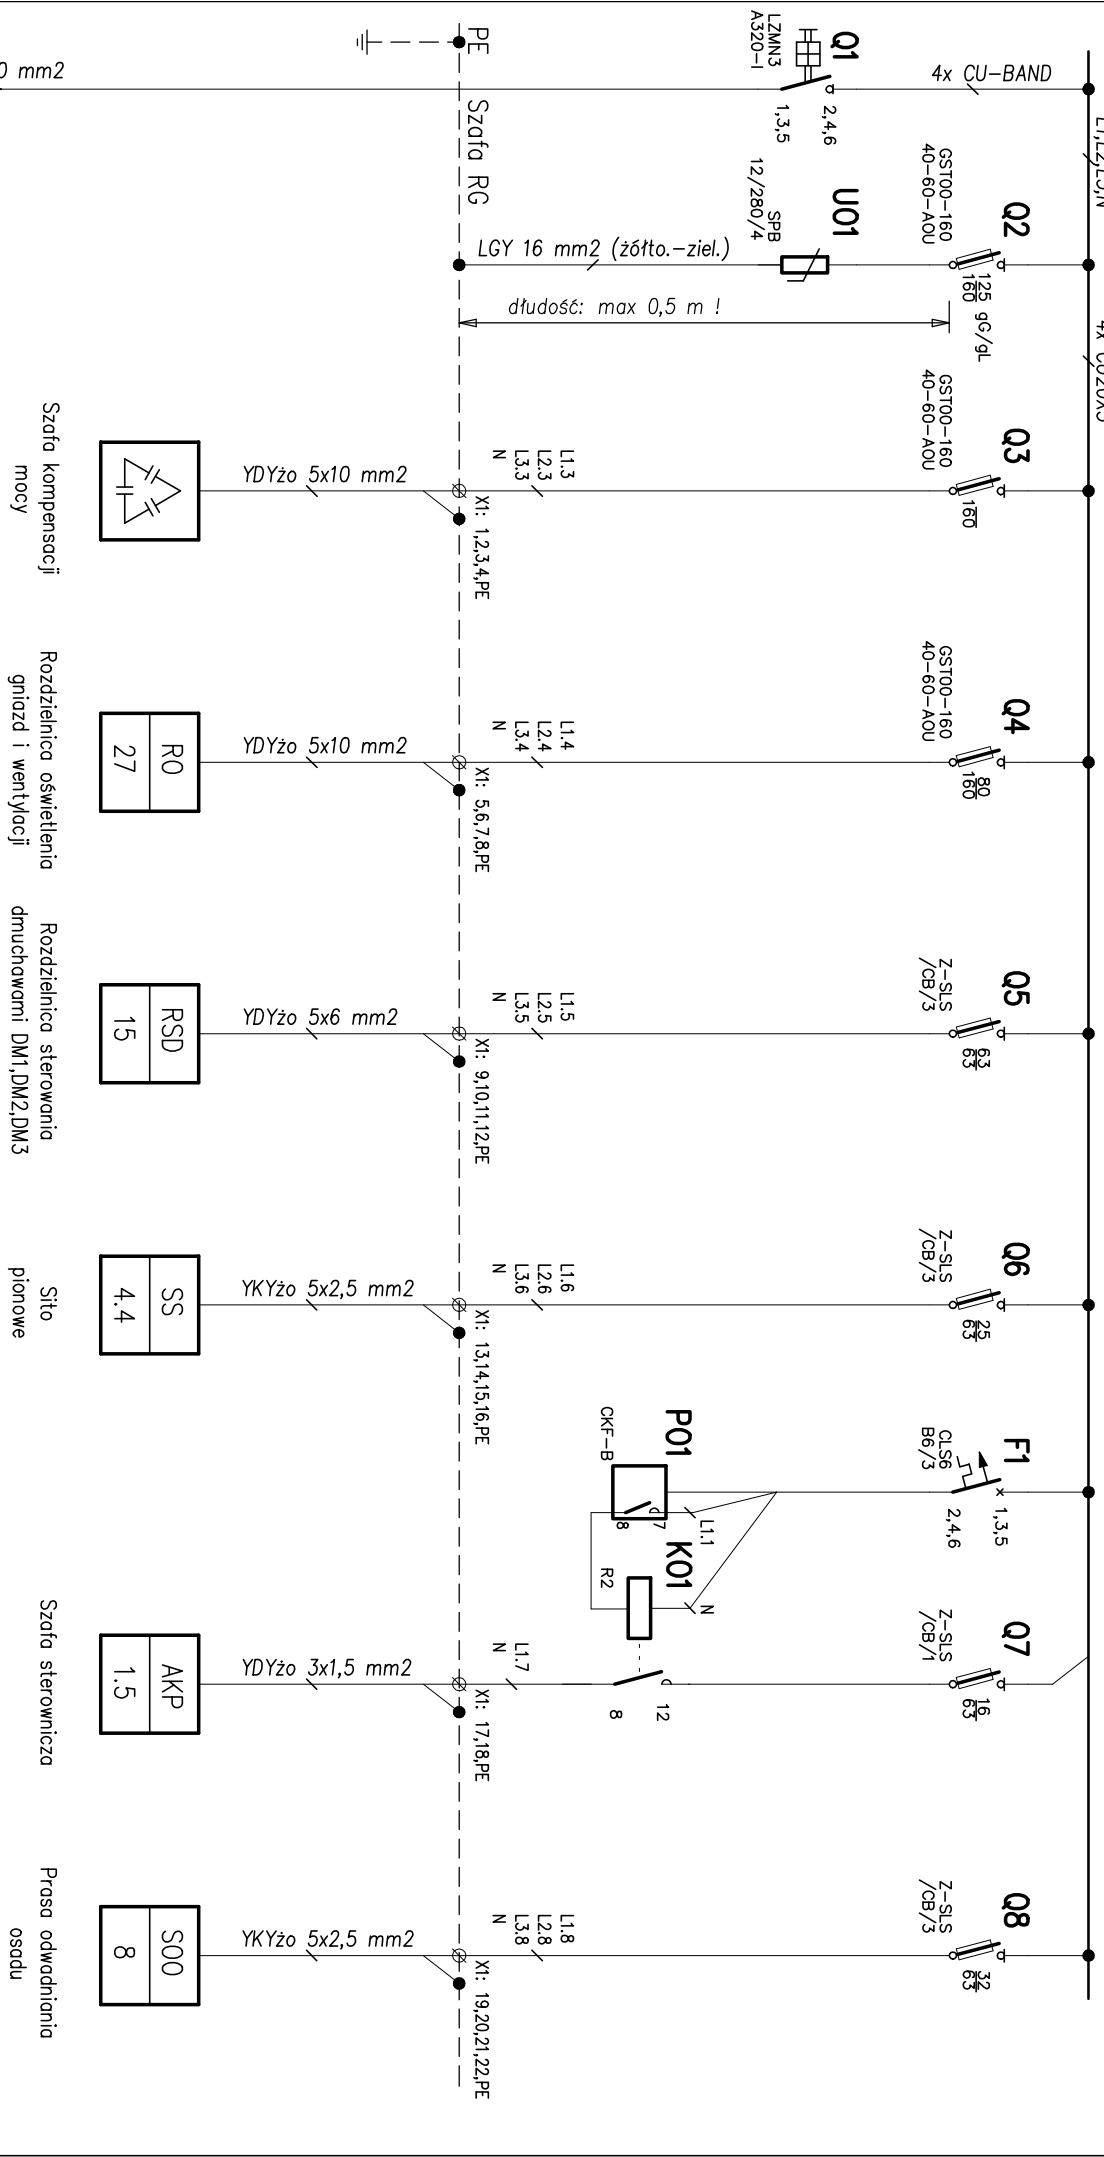 PE
Szafa RG
0 mm2
Q1
LZMN3
A320-I
1,3,5
2,4,6
4x CU-BAND
L1,L2,L3,N
U01
SPB
12/280/4
LGY 16 mm2 (żółto.-ziel.)
dłudość: max 0,5 m !
Q2
GST00-160
40-60-AOU
125
160
gG/gL
Q3
GST00-160
40-60-AOU
160
L1.3
L2.3
L3.3
N
X1: 1,2,3,4,PE
YDYżo 5x10 mm2
Szafa kompensacji
mocy
Q4
GST00-160
40-60-AOU
80
160
L1.4
L2.4
L3.4
N
X1: 5,6,7,8,PE
YDYżo 5x10 mm2
RO
27
Rozdzielnica oświetlenia
gniazd i wentylacji
Q5
Z-SLS
/CB/3
63
63
L1.5
L2.5
L3.5
N
X1: 9,10,11,12,PE
YDYżo 5x6 mm2
RSD
15
Rozdzielnica sterowania
dmuchawami DM1,DM2,DM3
Q6
Z-SLS
/CB/3
25
63
L1.6
L2.6
L3.6
N
X1: 13,14,15,16,PE
YKYżo 5x2,5 mm2
SS
4.4
Sito
pionowe
F1
CLS6
B6/3
1,3,5
2,4,6
P01
CKF-B
7
8
L1.1
K01
R2
N
Q7
Z-SLS
/CB/1
16
63
12
8
L1.7
N
X1: 17,18,PE
YDYżo 3x1,5 mm2
AKP
1.5
Szafa sterownicza
Q8
Z-SLS
/CB/3
32
63
L1.8
L2.8
L3.8
N
X1: 19,20,21,22,PE
YKYżo 5x2,5 mm2
SOO
8
Prasa odwadniania
osadu